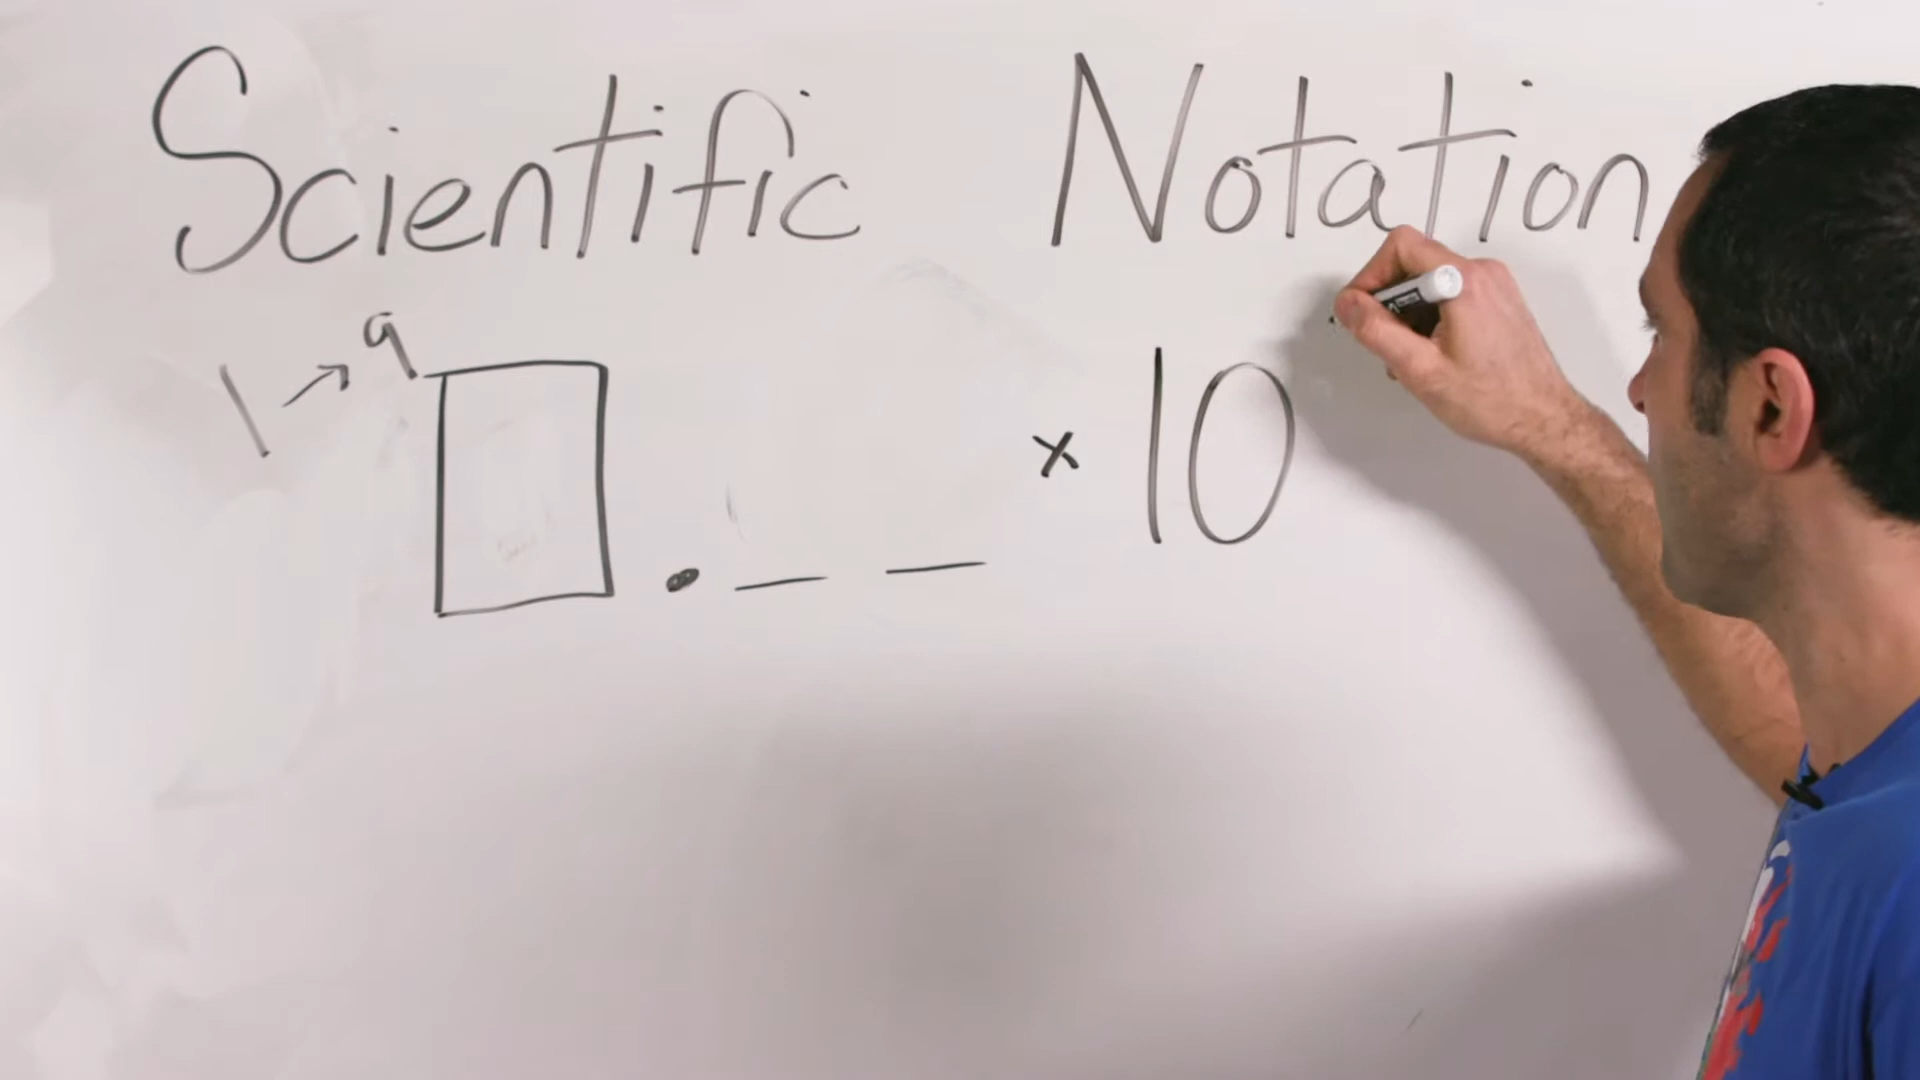 Scientific Notation
1 → 9
. _ _ × 10